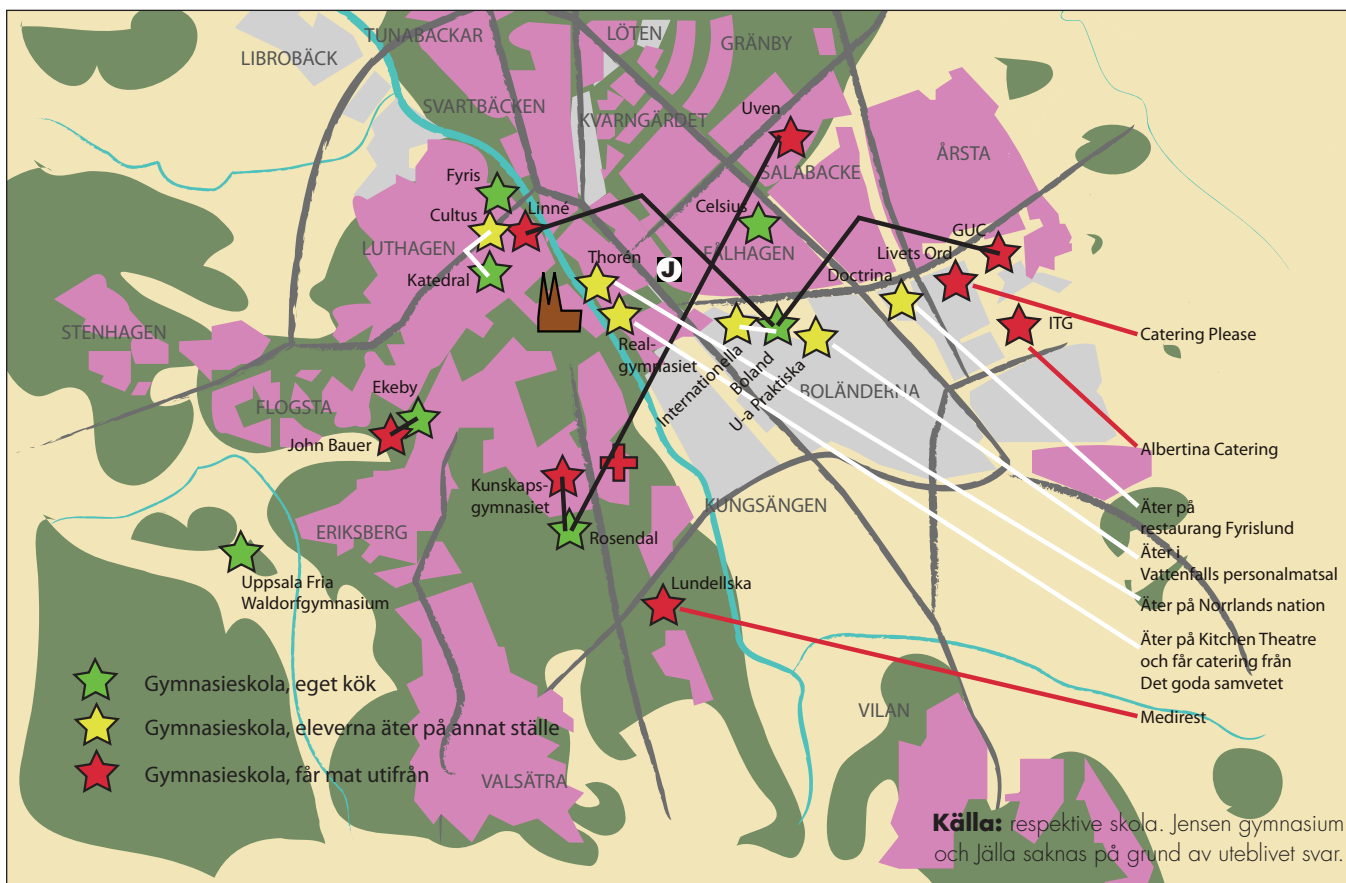 TUNABACKAR
LÖTEN
GRÄNBY
LIBROBÄCK
SVARTBÄCKEN
KVARNGÄRDET
Uven
ÅRSTA
SALABACKE
Fyris
Cultus
Linné
Celsius
GUC
LUTHAGEN
FÅLHAGEN
Livets Ord
Thorén
J
Doctrina
Katedral
STENHAGEN
ITG
Catering Please
Real-
gymnasiet
Internationella
Boland
U-a Praktiska
BOLÄNDERNA
Ekeby
FLOGSTA
John Bauer
Albertina Catering
Kunskaps-
gymnasiet
KUNGSÄNGEN
Äter på
restaurang Fyrislund
ERIKSBERG
Rosendal
Äter i
Vattenfalls personalmatsal
Uppsala Fria
Waldorfgymnasium
Lundellska
Äter på Norrlands nation
Äter på Kitchen Theatre
och får catering från
Det goda samvetet
Medirest
VILAN
VALSÄTRA
Gymnasieskola, eget kök
Gymnasieskola, eleverna äter på annat ställe
Gymnasieskola, får mat utifrån
Källa: respektive skola. Jensen gymnasium
och Jälla saknas på grund av uteblivet svar.